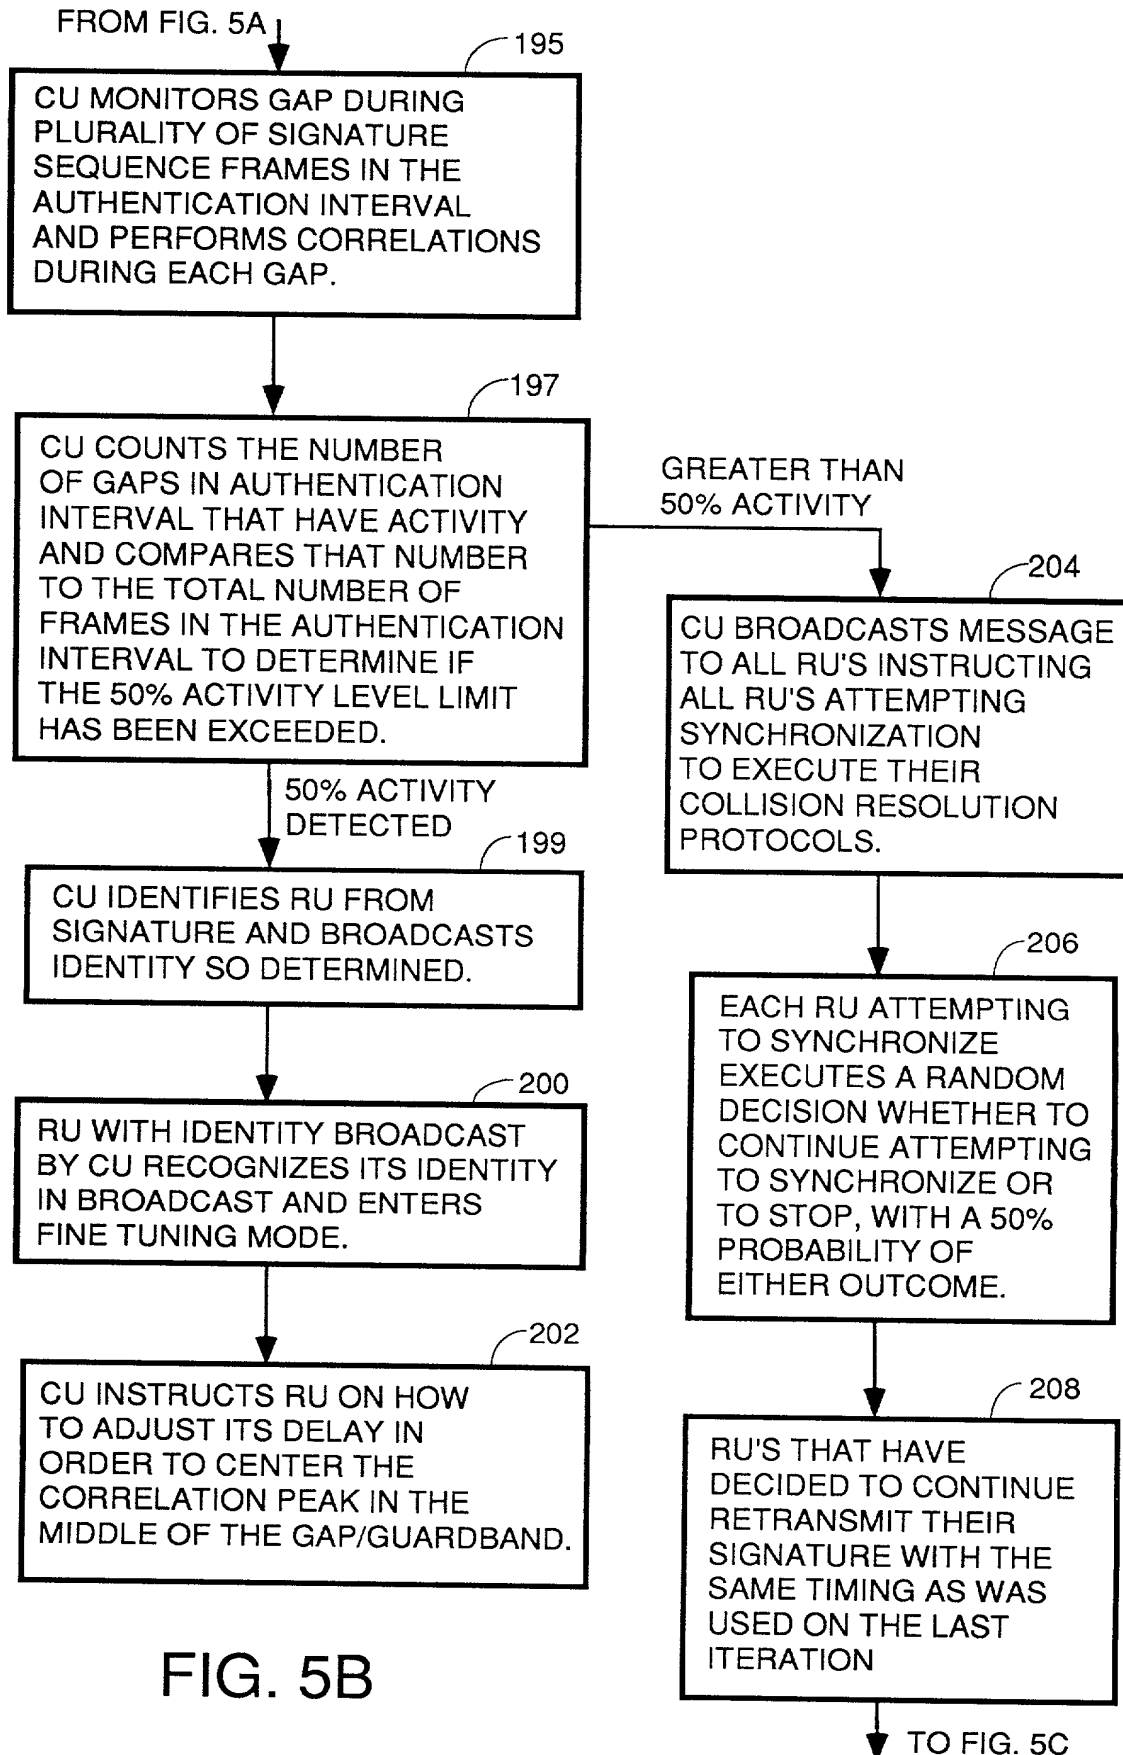 FROM FIG. 5A
195
CU MONITORS GAP DURING
PLURALITY OF SIGNATURE
SEQUENCE FRAMES IN THE
AUTHENTICATION INTERVAL
AND PERFORMS CORRELATIONS
DURING EACH GAP.
197
CU COUNTS THE NUMBER
OF GAPS IN AUTHENTICATION
INTERVAL THAT HAVE ACTIVITY
AND COMPARES THAT NUMBER
TO THE TOTAL NUMBER OF
FRAMES IN THE AUTHENTICATION
INTERVAL TO DETERMINE IF
THE 50% ACTIVITY LEVEL LIMIT
HAS BEEN EXCEEDED.
50% ACTIVITY
DETECTED
199
CU IDENTIFIES RU FROM
SIGNATURE AND BROADCASTS
IDENTITY SO DETERMINED.
200
RU WITH IDENTITY BROADCAST
BY CU RECOGNIZES ITS IDENTITY
IN BROADCAST AND ENTERS
FINE TUNING MODE.
202
CU INSTRUCTS RU ON HOW
TO ADJUST ITS DELAY IN
ORDER TO CENTER THE
CORRELATION PEAK IN THE
MIDDLE OF THE GAP/GUARDBAND.
FIG. 5B
GREATER THAN
50% ACTIVITY
204
CU BROADCASTS MESSAGE
TO ALL RU'S INSTRUCTING
ALL RU'S ATTEMPTING
SYNCHRONIZATION
TO EXECUTE THEIR
COLLISION RESOLUTION
PROTOCOLS.
206
EACH RU ATTEMPTING
TO SYNCHRONIZE
EXECUTES A RANDOM
DECISION WHETHER TO
CONTINUE ATTEMPTING
TO SYNCHRONIZE OR
TO STOP, WITH A 50%
PROBABILITY OF
EITHER OUTCOME.
208
RU'S THAT HAVE
DECIDED TO CONTINUE
RETRANSMIT THEIR
SIGNATURE WITH THE
SAME TIMING AS WAS
USED ON THE LAST
ITERATION
TO FIG. 5C